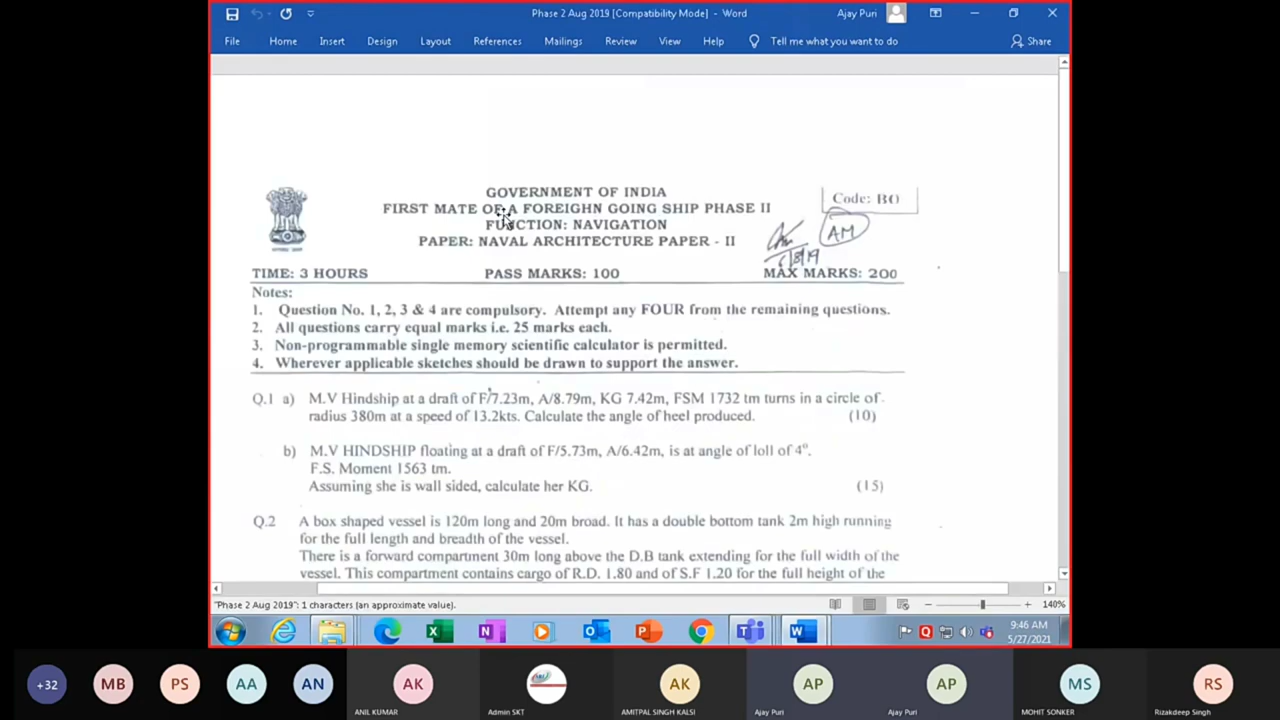 Phase 2 Aug 2019 [Compatibility Mode] - Word
Ajay Puri
File Home Insert Design Layout References Mailings Review View Help Tell me what you want to do Share
GOVERNMENT OF INDIA
Code: BO
FIRST MATE OF A FOREIGHN GOING SHIP PHASE II
FUNCTION: NAVIGATION
AM
PAPER: NAVAL ARCHITECTURE PAPER - II
6/8/19
TIME: 3 HOURS PASS MARKS: 100 MAX MARKS: 200
Notes:
1. Question No. 1, 2, 3 & 4 are compulsory. Attempt any FOUR from the remaining questions.
2. All questions carry equal marks i.e. 25 marks each.
3. Non-programmable single memory scientific calculator is permitted.
4. Wherever applicable sketches should be drawn to support the answer.
Q.1 a) M.V Hindship at a draft of F/7.23m, A/8.79m, KG 7.42m, FSM 1732 tm turns in a circle of
radius 380m at a speed of 13.2kts. Calculate the angle of heel produced. (10)
b) M.V HINDSHIP floating at a draft of F/5.73m, A/6.42m, is at angle of loll of 4°.
F.S. Moment 1563 tm.
Assuming she is wall sided, calculate her KG. (15)
Q.2 A box shaped vessel is 120m long and 20m broad. It has a double bottom tank 2m high running
for the full length and breadth of the vessel.
There is a forward compartment 30m long above the D.B tank extending for the full width of the
vessel. This compartment contains cargo of R.D. 1.80 and of S.F 1.20 for the full height of the
"Phase 2 Aug 2019": 1 characters (an approximate value).
140%
9:46 AM
5/27/2021
+32 MB PS AA AN AK AK AP AP MS RS
ANIL KUMAR Admin SKT AMITPAL SINGH KALSI Ajay Puri Ajay Puri MOHIT SONKER Rizakdeep Singh